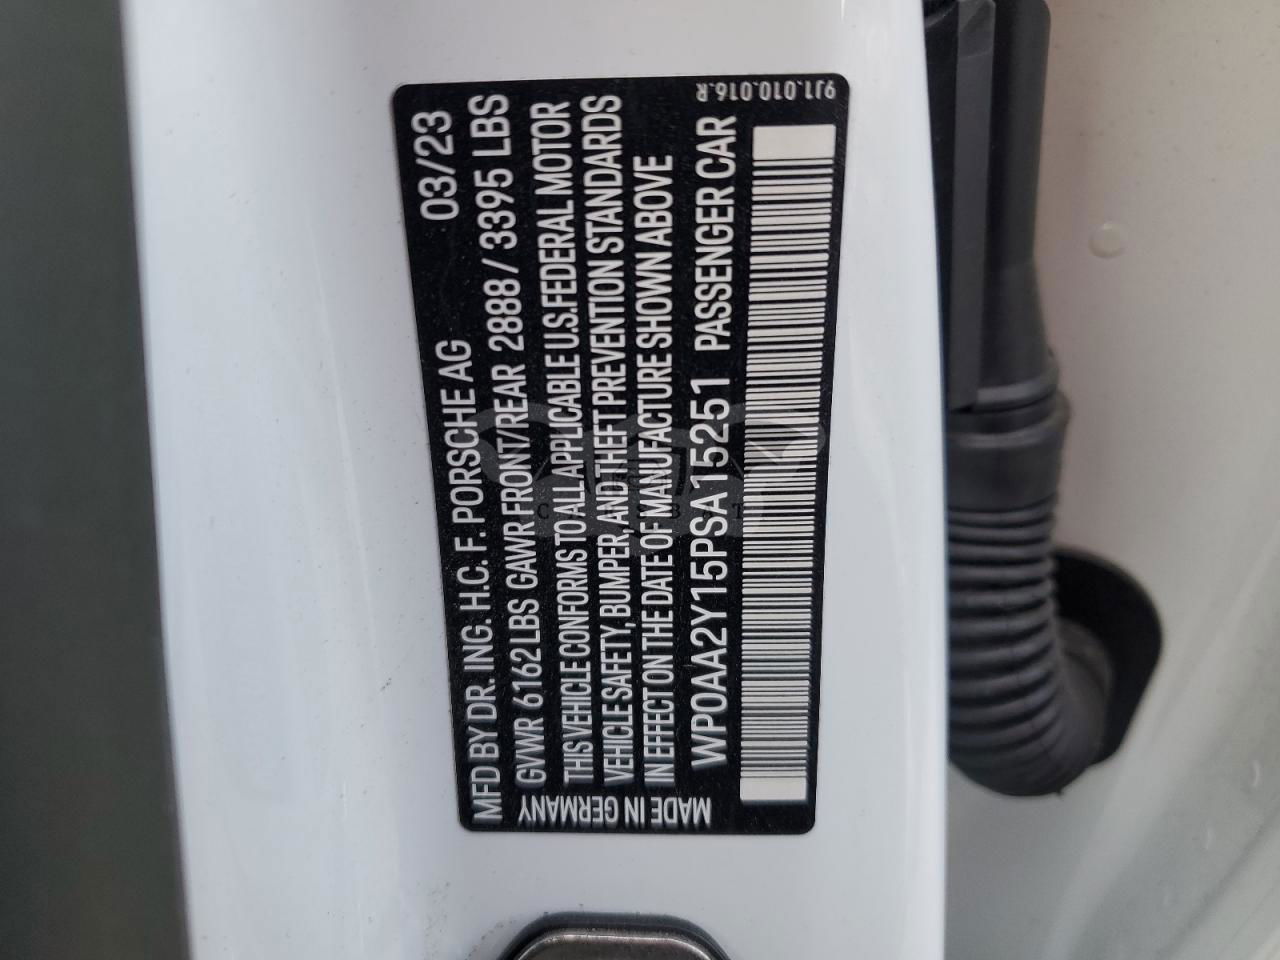 MFD BY DR. ING. H.C. F. PORSCHE AG 03/23
GVWR 6162 LBS GAWR FRONT/REAR 2888 / 3395 LBS
THIS VEHICLE CONFORMS TO ALL APPLICABLE U.S. FEDERAL MOTOR
VEHICLE SAFETY, BUMPER, AND THEFT PREVENTION STANDARDS
IN EFFECT ON THE DATE OF MANUFACTURE SHOWN ABOVE
WP0AA2Y15PSA15251 PASSENGER CAR
MADE IN GERMANY
9J1.010.016.R